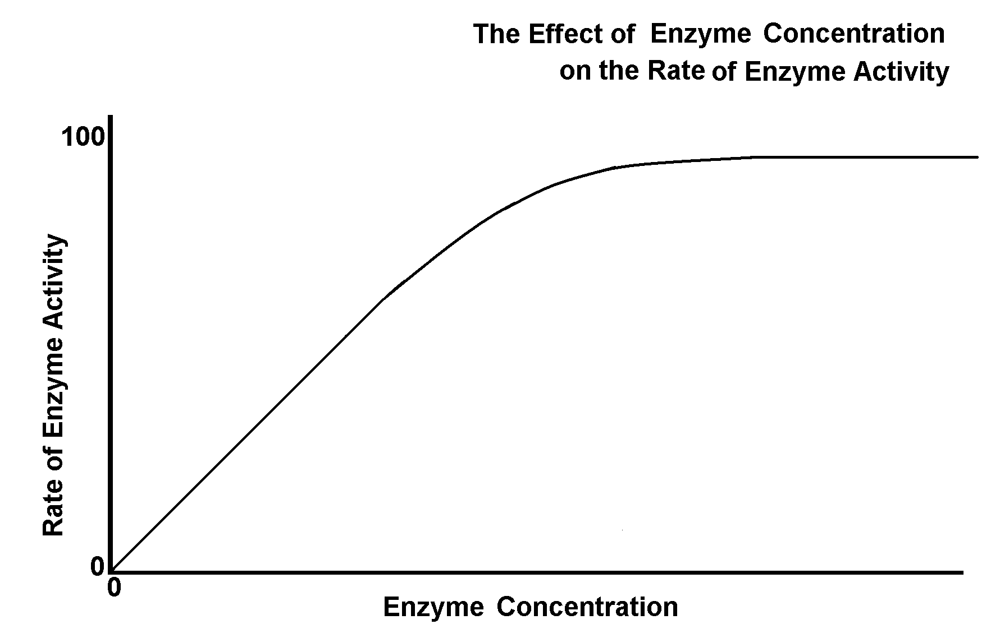 The Effect of Enzyme Concentration
on the Rate of Enzyme Activity
100
Rate of Enzyme Activity
0
0
Enzyme Concentration